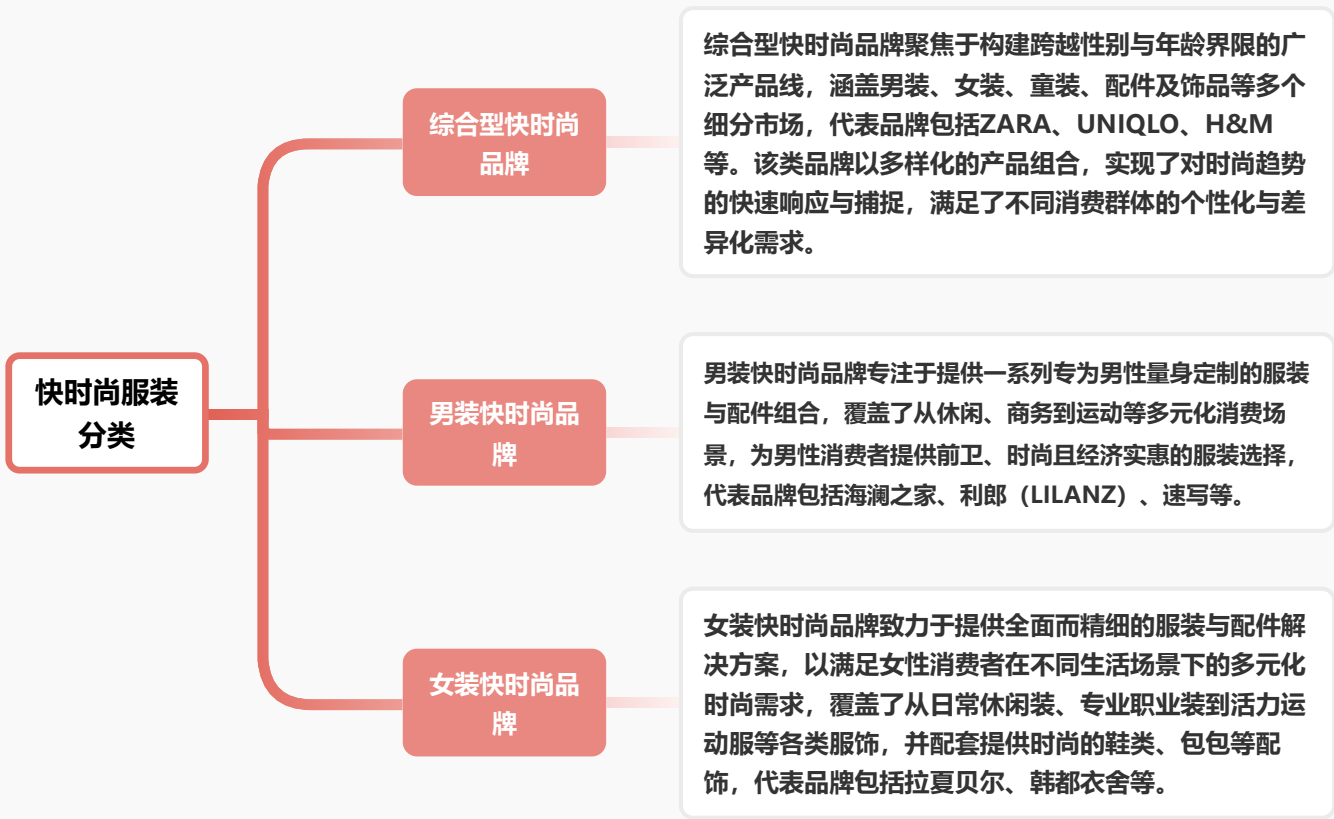 综合型快时尚品牌聚焦于构建跨越性别与年龄界限的广
泛产品线，涵盖男装、女装、童装、配件及饰品等多个
细分市场，代表品牌包括ZARA、UNIQLO、H&M
等。该类品牌以多样化的产品组合，实现了对时尚趋势
的快速响应与捕捉，满足了不同消费群体的个性化与差
异化需求。
综合型快时尚
品牌
快时尚服装
分类
男装快时尚品
牌
男装快时尚品牌专注于提供一系列专为男性量身定制的服装
与配件组合，覆盖了从休闲、商务到运动等多元化消费场
景，为男性消费者提供前卫、时尚且经济实惠的服装选择，
代表品牌包括海澜之家、利郎（LILANZ）、速写等。
女装快时尚品
牌
女装快时尚品牌致力于提供全面而精细的服装与配件解
决方案，以满足女性消费者在不同生活场景下的多元化
时尚需求，覆盖了从日常休闲装、专业职业装到活力运
动服等各类服饰，并配套提供时尚的鞋类、包包等配
饰，代表品牌包括拉夏贝尔、韩都衣舍等。